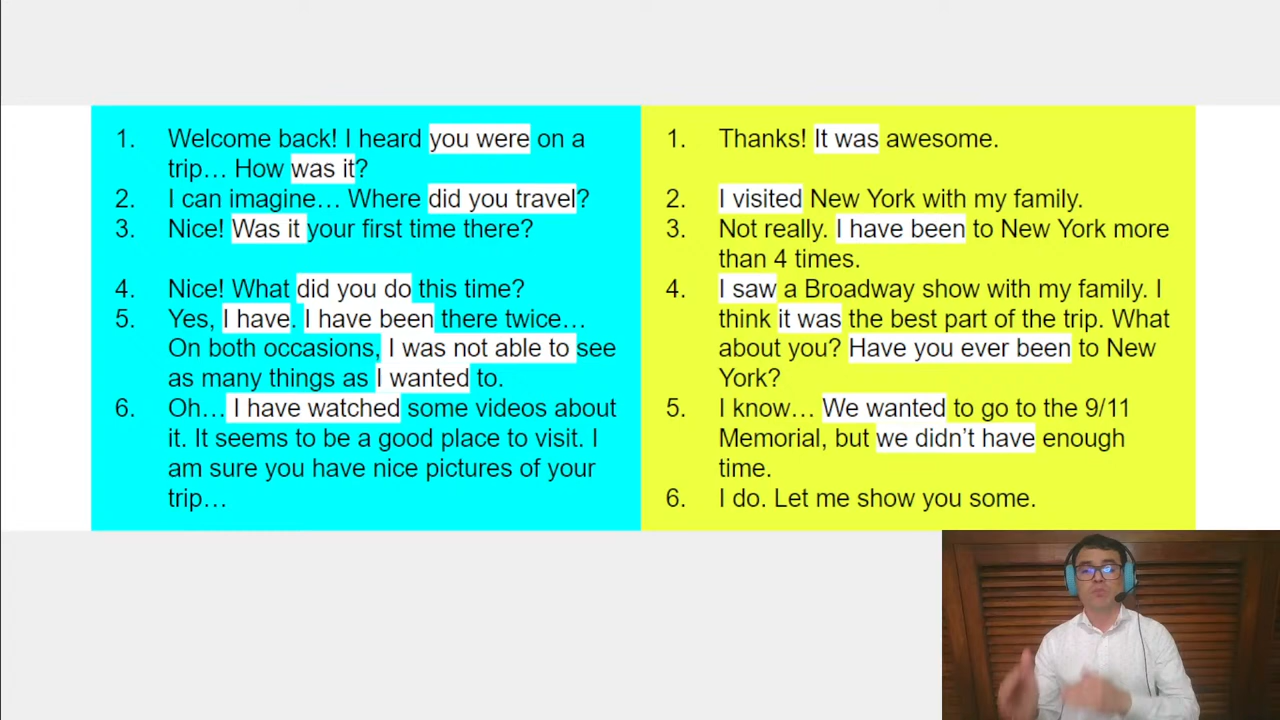 1. Welcome back! I heard you were on a
trip… How was it?
2. I can imagine… Where did you travel?
3. Nice! Was it your first time there?
4. Nice! What did you do this time?
5. Yes, I have. I have been there twice…
On both occasions, I was not able to see
as many things as I wanted to.
6. Oh… I have watched some videos about
it. It seems to be a good place to visit. I
am sure you have nice pictures of your
trip…
1. Thanks! It was awesome.
2. I visited New York with my family.
3. Not really. I have been to New York more
than 4 times.
4. I saw a Broadway show with my family. I
think it was the best part of the trip. What
about you? Have you ever been to New
York?
5. I know… We wanted to go to the 9/11
Memorial, but we didn’t have enough
time.
6. I do. Let me show you some.